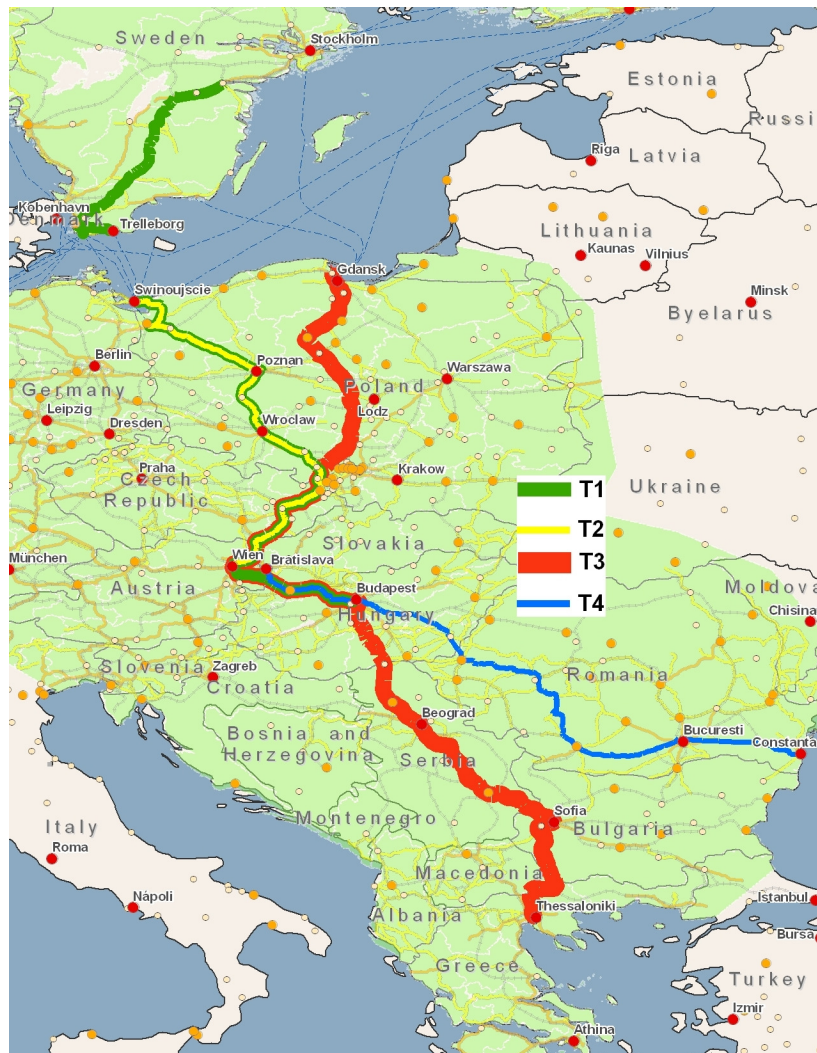 Sweden
Stockholm
Estonia
Russi
Riga
Latvia
København
Denmark
Trelleborg
Lithuania
Kaunas
Vilnius
Gdansk
Swinoujscie
Minsk
Byelarus
Berlin
Poznan
Warszawa
Germany
Poland
Leipzig
Lodz
Dresden
Wroclaw
Praha
Krakow
Czech
Republic
Ukraine
T1
T2
T3
T4
Slovakia
München
Wien
Brätislava
Austria
Budapest
Hungary
Moldova
Chisina
Slovenia
Zagreb
Croatia
Romania
Beograd
Bosnia and
Herzegovina
Serbia
Bucuresti
Constanta
Italy
Montenegro
Sofia
Bulgaria
Roma
Macedonia
Nápoli
Albania
Thessaloniki
Istanbul
Bursa
Greece
Turkey
Izmir
Athina